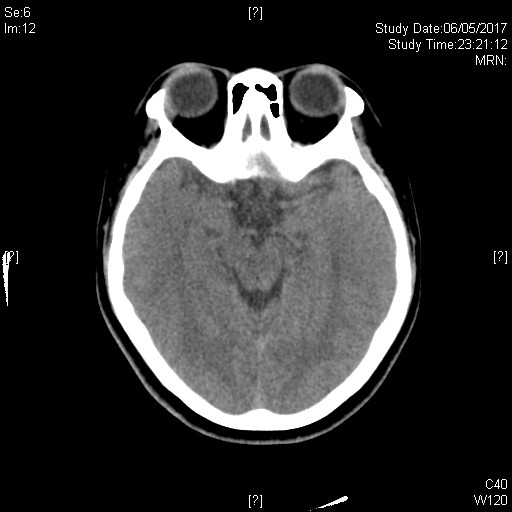 Se:6
Im:12
[?]
Study Date:06/05/2017
Study Time:23:21:12
MRN:
[?]
[?]
[?]
C40
W120